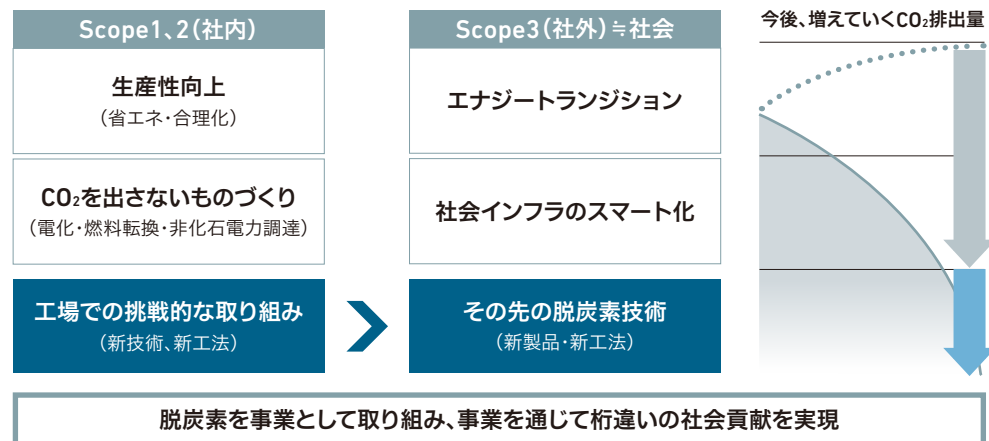 Scope1、2（社内）
生産性向上
（省エネ・合理化）
CO₂を出さないものづくり
（電化・燃料転換・非化石電力調達）
工場での挑戦的な取り組み
（新技術、新工法）
Scope3（社外）≒社会
エナジートランジション
社会インフラのスマート化
その先の脱炭素技術
（新製品・新工法）
今後、増えていくCO₂排出量
脱炭素を事業として取り組み、事業を通じて桁違いの社会貢献を実現